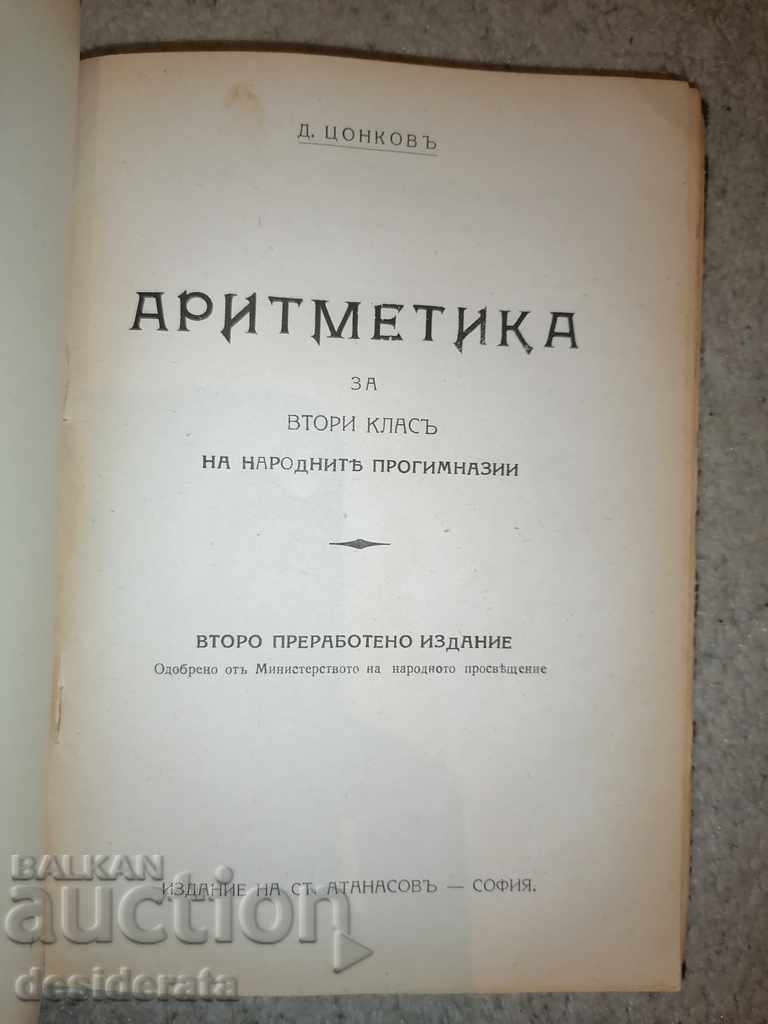 Д. ЦОНКОВЪ
АРИТМЕТИКА
ЗА
ВТОРИ КЛАСЪ
НА НАРОДНИТѢ ПРОГИМНАЗИИ
ВТОРО ПРЕРАБОТЕНО ИЗДАНИЕ
Одобрено отъ Министерството на народното просвѣщение
ИЗДАНИЕ НА СТ. АТАНАСОВЪ — СОФИЯ.
BALKAN
auction
desiderata